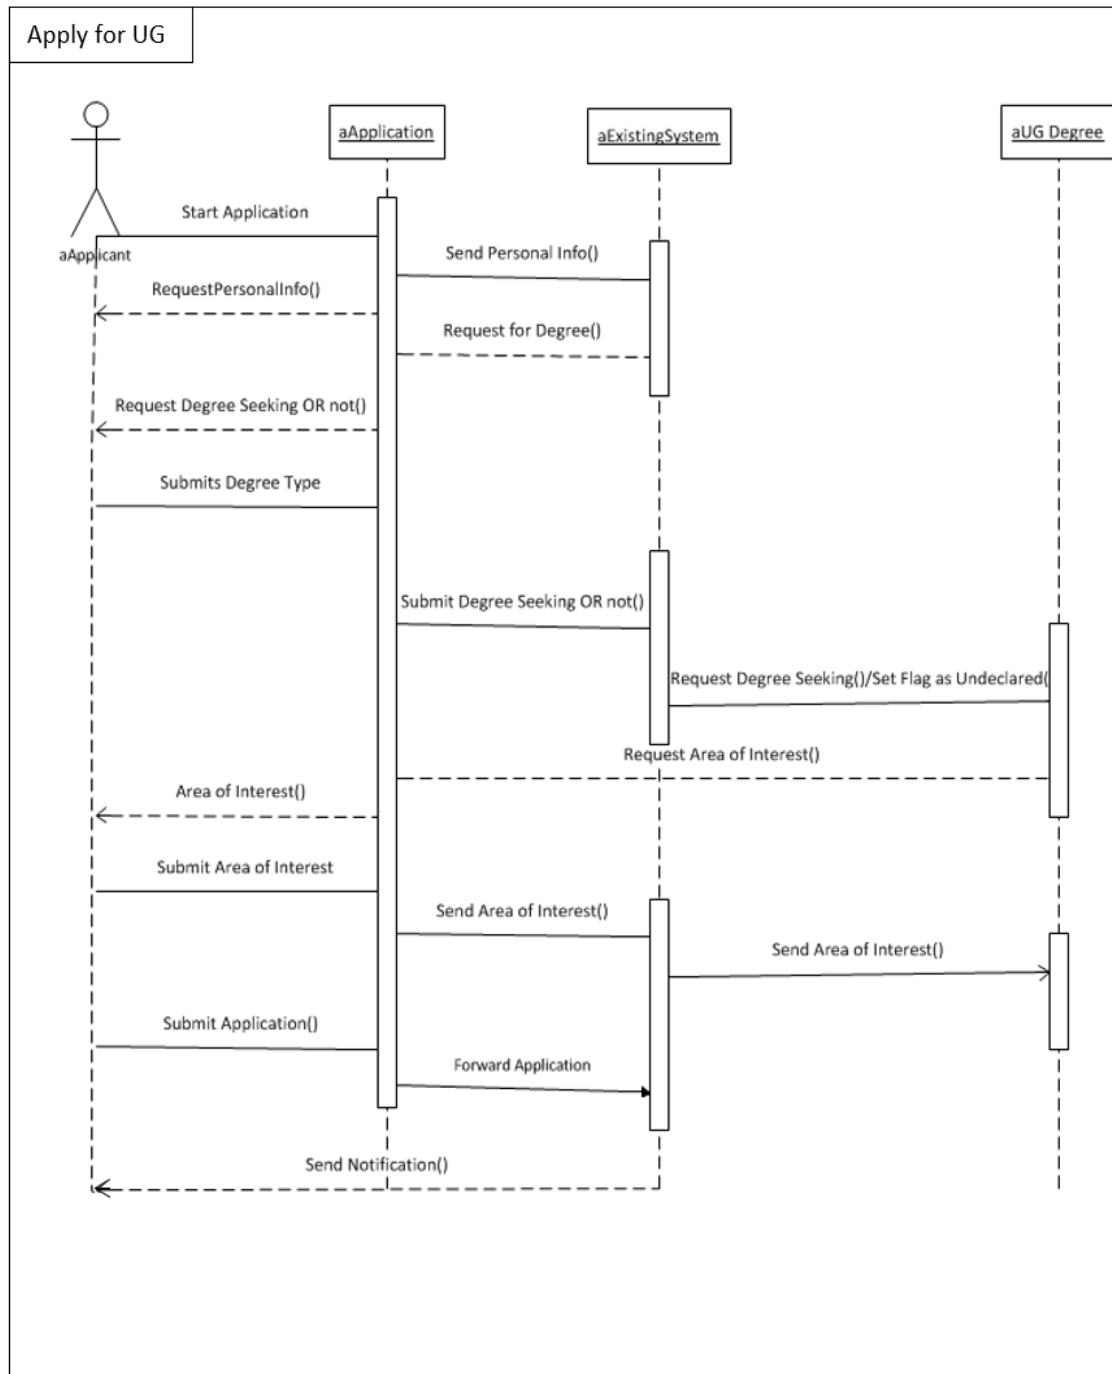 Apply for UG
aApplication
aExistingSystem
aUG Degree
aApplicant
Start Application
Send Personal Info()
RequestPersonalInfo()
Request for Degree()
Request Degree Seeking OR not()
Submits Degree Type
Submit Degree Seeking OR not()
Request Degree Seeking()/Set Flag as Undeclared(
Request Area of Interest()
Area of Interest()
Submit Area of Interest
Send Area of Interest()
Send Area of Interest()
Submit Application()
Forward Application
Send Notification()